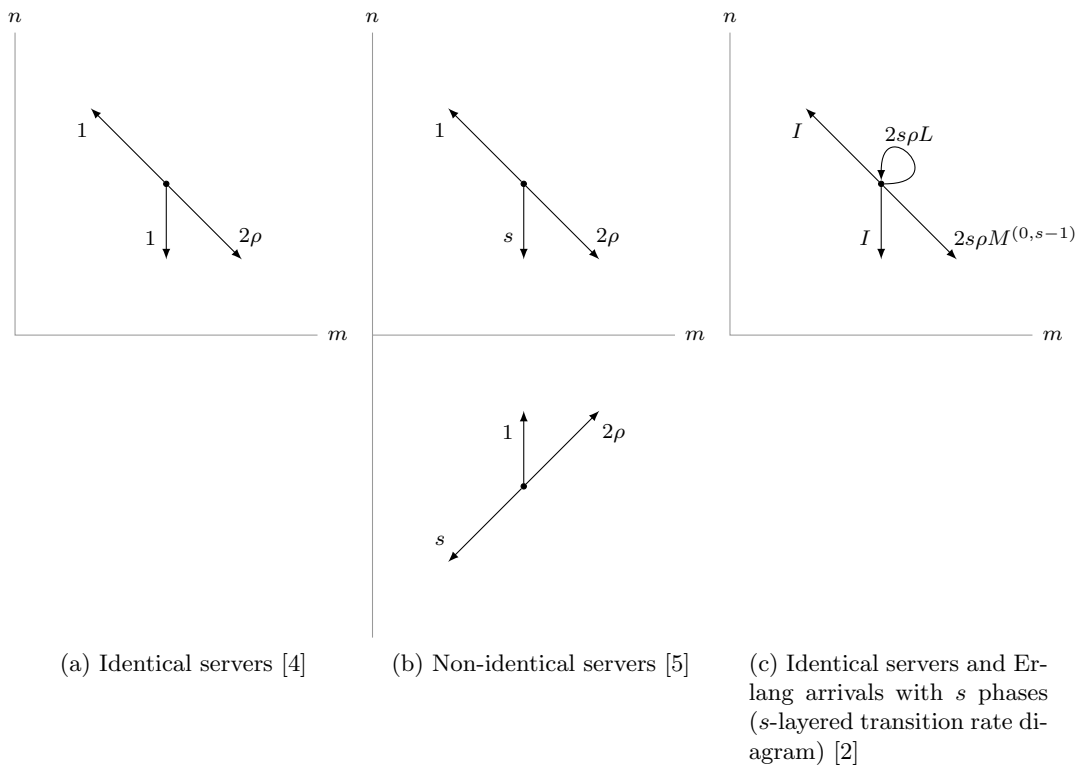 n
1
1
2ρ
m
n
1
s
2ρ
m
1
2ρ
s
n
I
2sρL
I
2sρM^{(0,s−1)}
m
(a) Identical servers [4]
(b) Non-identical servers [5]
(c) Identical servers and Er-
lang arrivals with s phases
(s-layered transition rate di-
agram) [2]